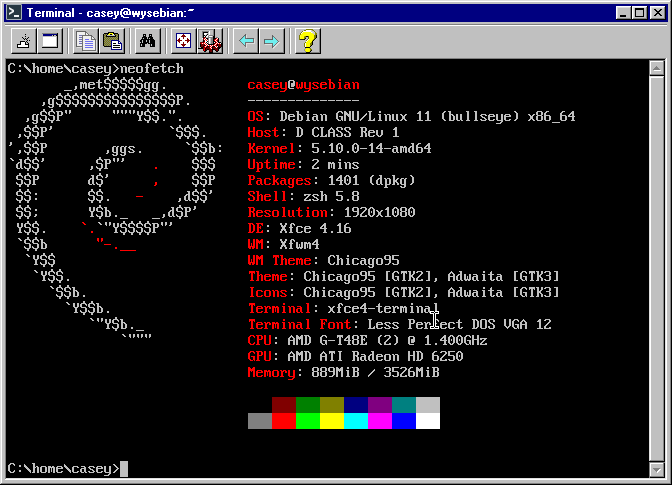 Terminal - casey@wysebian:~
C:\home\casey>neofetch
       _,met$$$$$gg.
    ,g$$$$$$$$$$$$$$$P.
  ,g$$P"     """Y$$.".
 ,$$P'              `$$$.
',$$P       ,ggs.     `$$b:
`d$$'     ,$P"'   .    $$$
 $$P      d$'     ,    $$P
 $$:      $$.   -    ,d$$'
 $$;      Y$b._   _,d$P'
 Y$$.    `.`"Y$$$$P"'
 `$$b      "-.__
  `Y$$
   `Y$$.
     `$$b.
       `Y$$b.
          `"Y$b._
              `"""
casey@wysebian
--------------
OS: Debian GNU/Linux 11 (bullseye) x86_64
Host: D CLASS Rev 1
Kernel: 5.10.0-14-amd64
Uptime: 2 mins
Packages: 1401 (dpkg)
Shell: zsh 5.8
Resolution: 1920x1080
DE: Xfce 4.16
WM: Xfwm4
WM Theme: Chicago95
Theme: Chicago95 [GTK2], Adwaita [GTK3]
Icons: Chicago95 [GTK2], Adwaita [GTK3]
Terminal: xfce4-terminal
Terminal Font: Less Perfect DOS VGA 12
CPU: AMD G-T48E (2) @ 1.400GHz
GPU: AMD ATI Radeon HD 6250
Memory: 889MiB / 3526MiB
C:\home\casey>